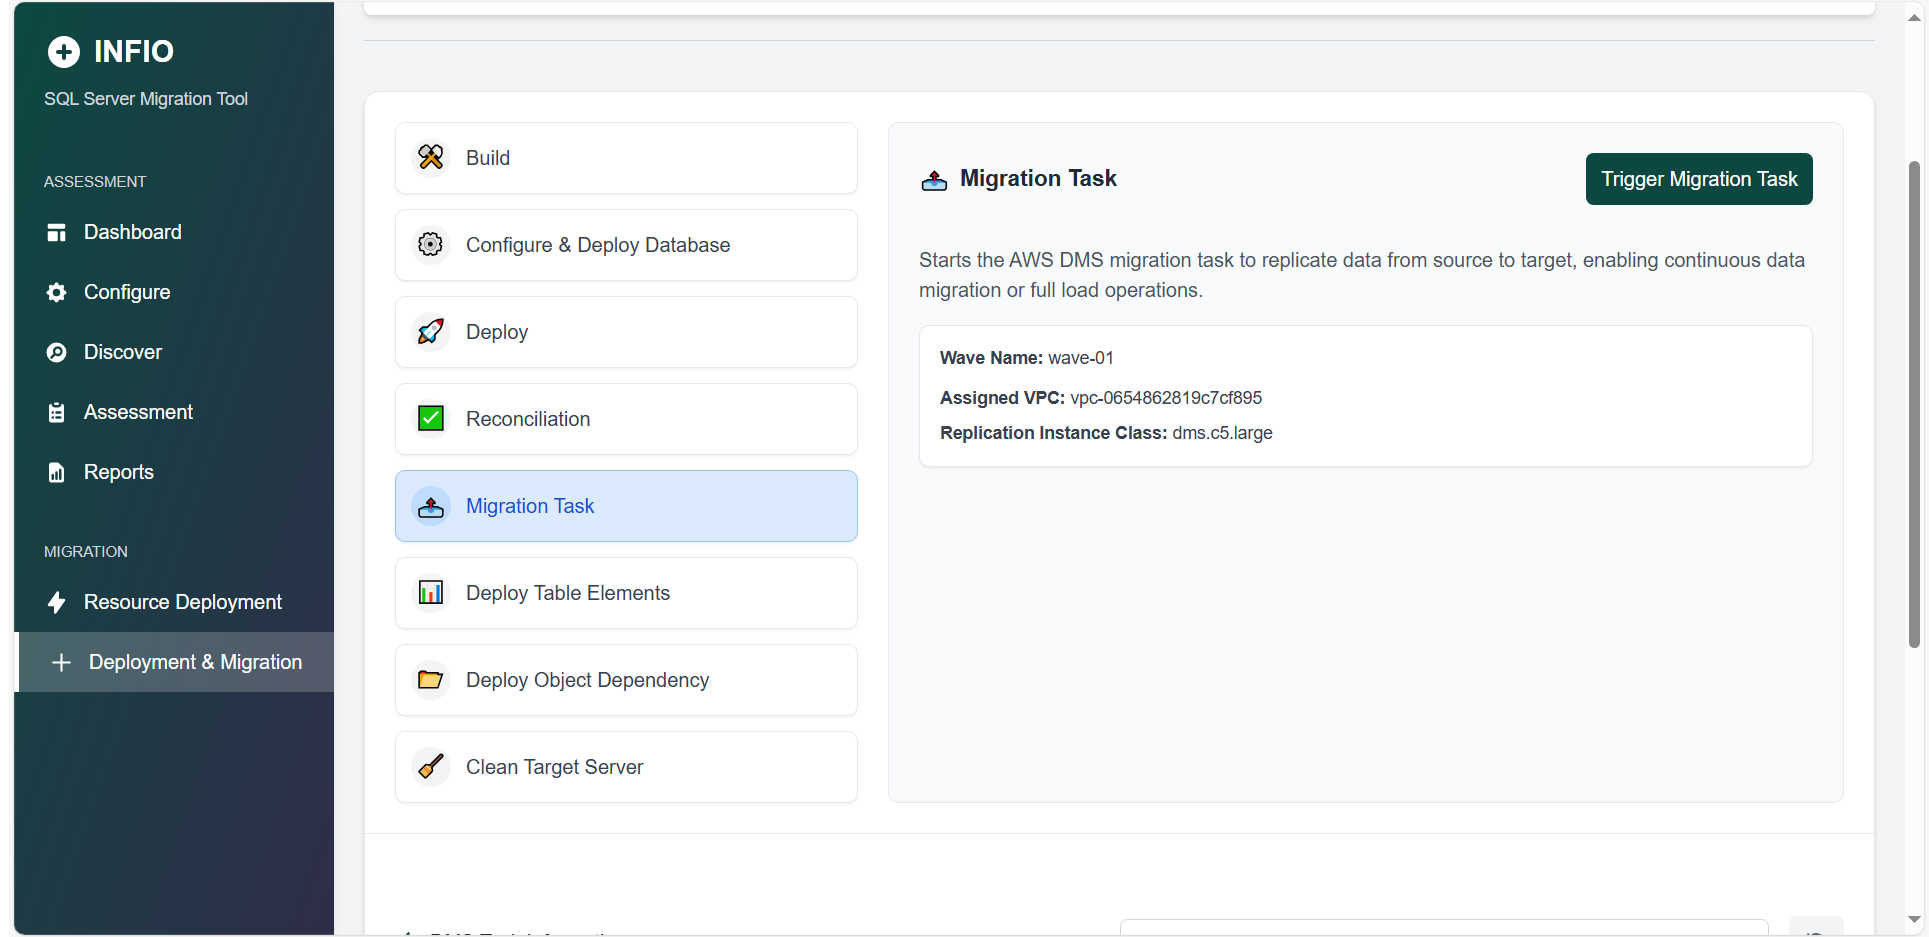 INFIO
SQL Server Migration Tool
ASSESSMENT
Dashboard
Configure
Discover
Assessment
Reports
MIGRATION
Resource Deployment
Deployment & Migration
Build
Configure & Deploy Database
Deploy
Reconciliation
Migration Task
Deploy Table Elements
Deploy Object Dependency
Clean Target Server
Migration Task
Trigger Migration Task
Starts the AWS DMS migration task to replicate data from source to target, enabling continuous data
migration or full load operations.
Wave Name: wave-01
Assigned VPC: vpc-0654862819c7cf895
Replication Instance Class: dms.c5.large